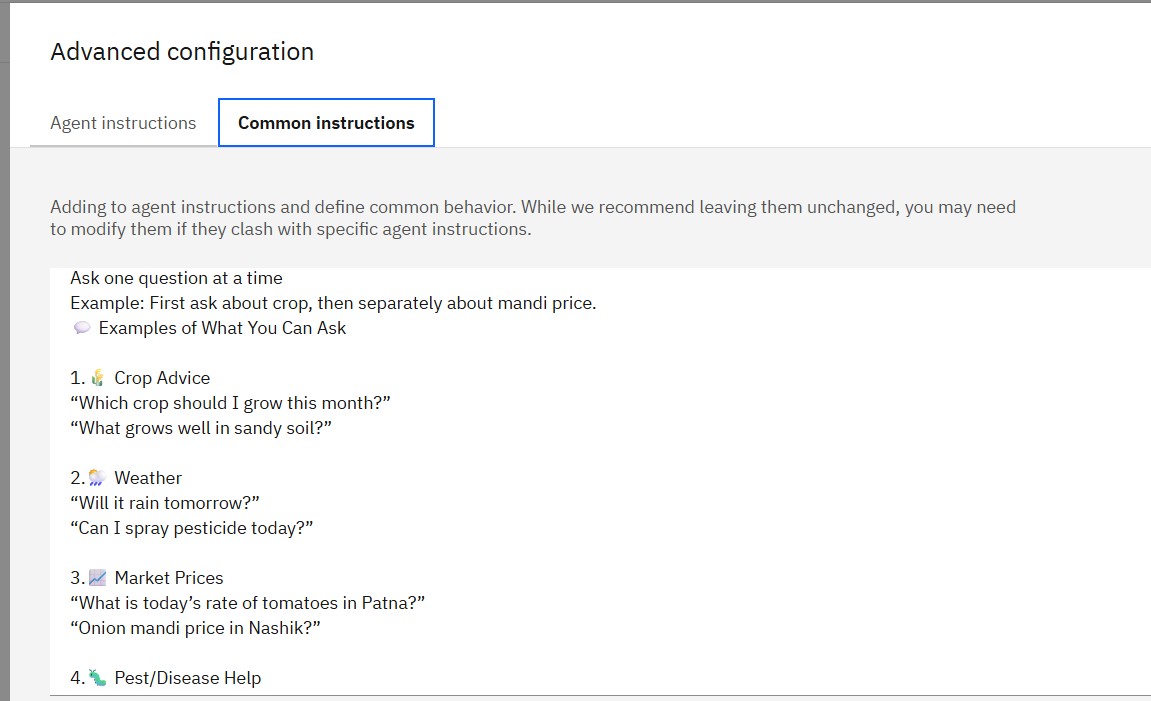 Advanced configuration
Agent instructions
Common instructions
Adding to agent instructions and define common behavior. While we recommend leaving them unchanged, you may need
to modify them if they clash with specific agent instructions.
Ask one question at a time
Example: First ask about crop, then separately about mandi price.
💬 Examples of What You Can Ask
1.🌾 Crop Advice
“Which crop should I grow this month?”
“What grows well in sandy soil?”
2.🌦 Weather
“Will it rain tomorrow?”
“Can I spray pesticide today?”
3.📈 Market Prices
“What is today’s rate of tomatoes in Patna?”
“Onion mandi price in Nashik?”
4.🐛 Pest/Disease Help